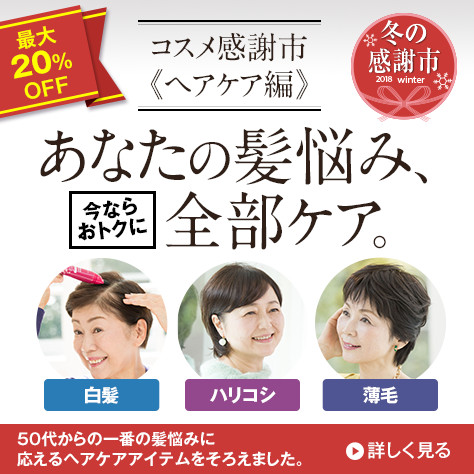 最大
20%
OFF
コスメ感謝市
《ヘアケア編》
冬の
感謝市
2018 winter
あなたの髪悩み、
今なら
おトクに
全部ケア。
白髪
ハリコシ
薄毛
50代からの一番の髪悩みに
応えるヘアケアアイテムをそろえました。
詳しく見る